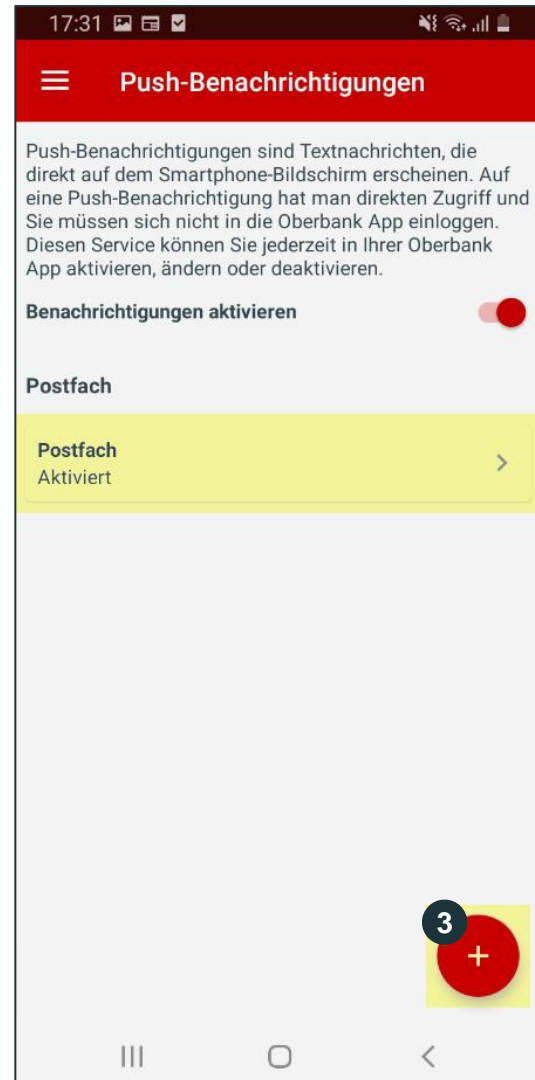 17:31
Push-Benachrichtigungen
Push-Benachrichtigungen sind Textnachrichten, die
direkt auf dem Smartphone-Bildschirm erscheinen. Auf
eine Push-Benachrichtigung hat man direkten Zugriff und
Sie müssen sich nicht in die Oberbank App einloggen.
Diesen Service können Sie jederzeit in Ihrer Oberbank
App aktivieren, ändern oder deaktivieren.
Benachrichtigungen aktivieren
Postfach
Postfach
Aktiviert
3
+